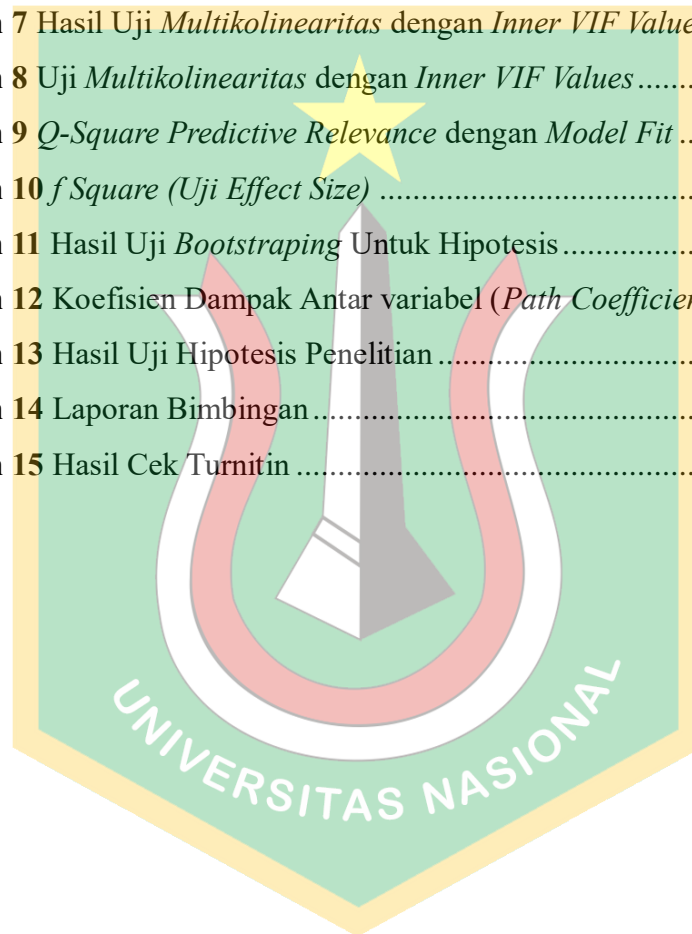 n 7 Hasil Uji Multikolinearitas dengan Inner VIF Value
n 8 Uji Multikolinearitas dengan Inner VIF Values.......
n 9 Q-Square Predictive Relevance dengan Model Fit ..
n 10 f Square (Uji Effect Size) .......................................
n 11 Hasil Uji Bootstraping Untuk Hipotesis.................
n 12 Koefisien Dampak Antar variabel (Path Coefficien
n 13 Hasil Uji Hipotesis Penelitian ................................
n 14 Laporan Bimbingan...............................................
n 15 Hasil Cek Turnitin .................................................
UNIVERSITAS NASIONAL